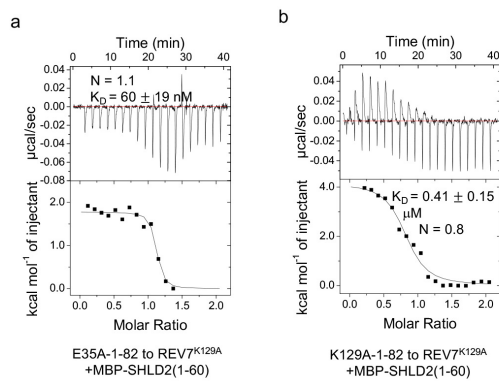 a
Time (min)
0 10 20 30 40
N = 1.1
K_D = 60 ± 19 nM
0.04
0.02
0.00
-0.02
-0.04
-0.06
-0.08
µcal/sec
2.0
1.0
0.0
kcal mol⁻¹ of injectant
0.0 0.5 1.0 1.5 2.0
Molar Ratio
E35A-1-82 to REV7^K129A
+MBP-SHLD2(1-60)
b
Time (min)
0 10 20 30 40
0.04
0.02
0.00
-0.02
-0.04
µcal/sec
K_D = 0.41 ± 0.15
µM
N = 0.8
4.0
2.0
0.0
kcal mol⁻¹ of injectant
0.0 0.5 1.0 1.5 2.0
Molar Ratio
K129A-1-82 to REV7^K129A
+MBP-SHLD2(1-60)